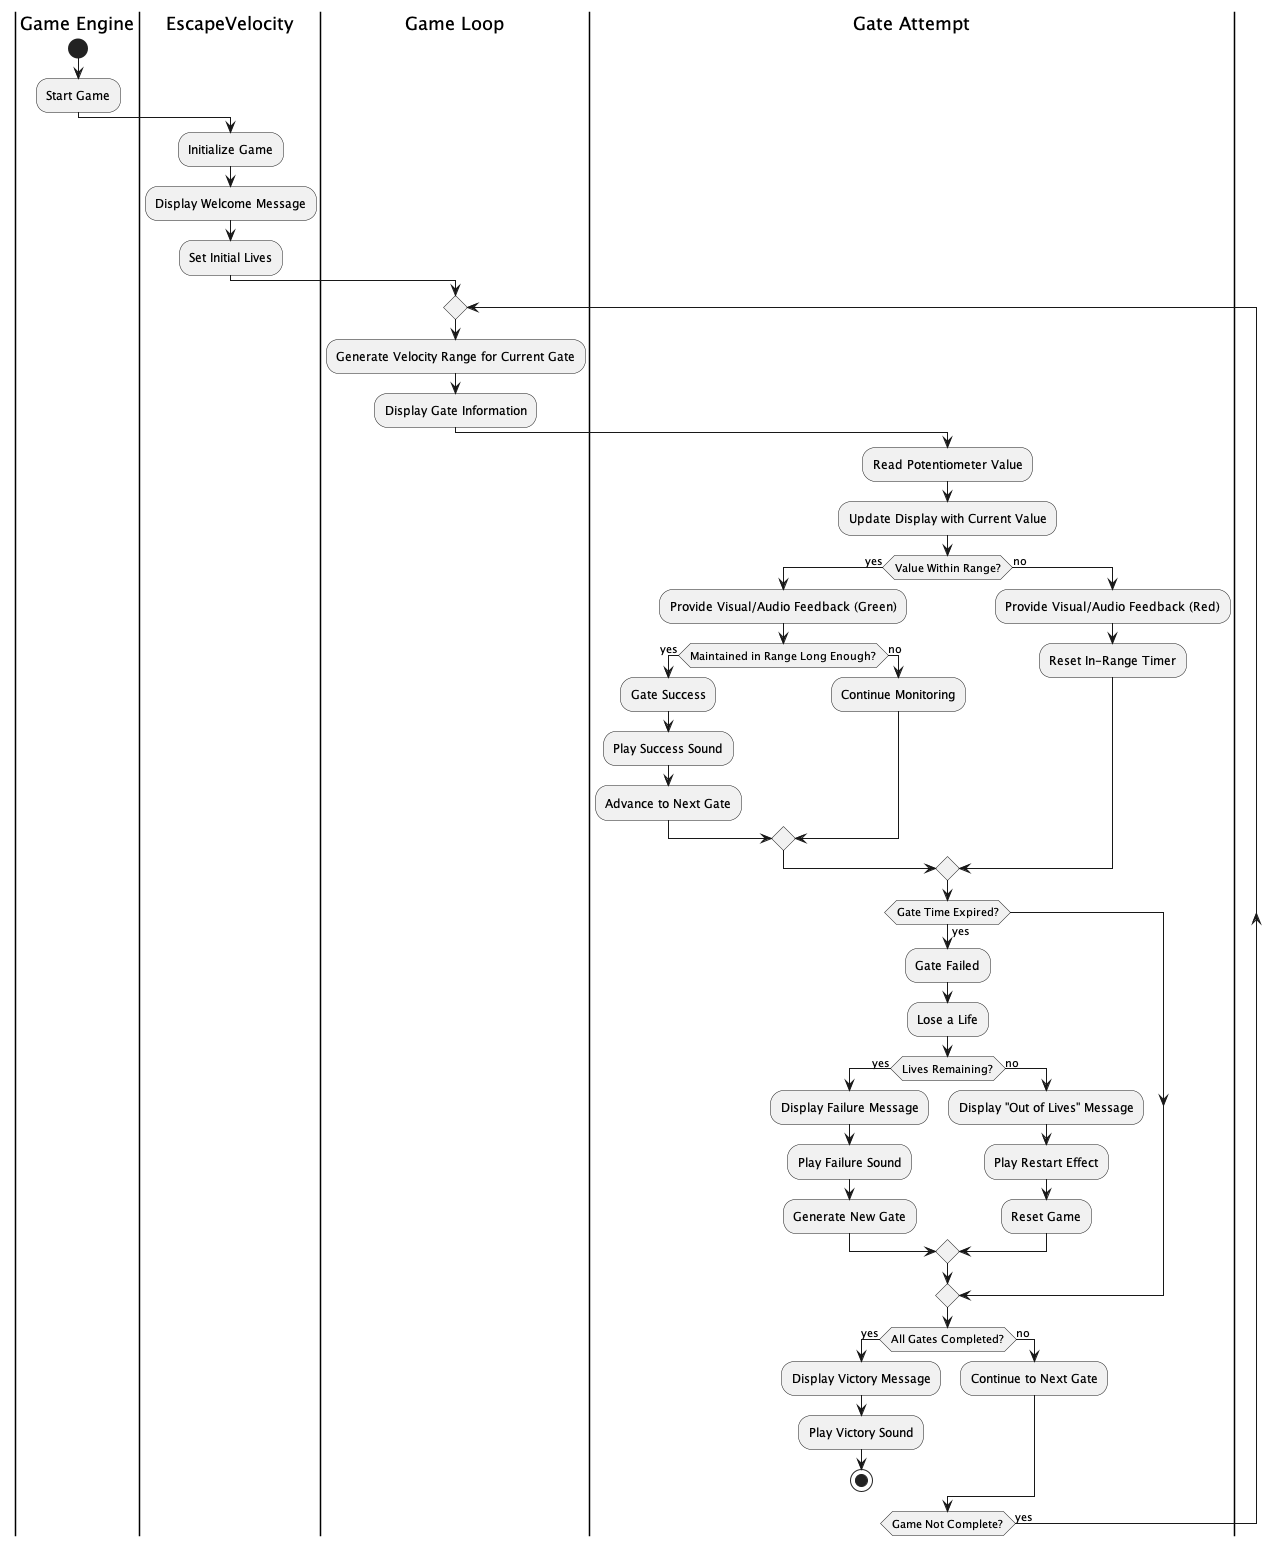 Game Engine
EscapeVelocity
Game Loop
Gate Attempt
Start Game
Initialize Game
Display Welcome Message
Set Initial Lives
Generate Velocity Range for Current Gate
Display Gate Information
Read Potentiometer Value
Update Display with Current Value
yes
Value Within Range?
no
Provide Visual/Audio Feedback (Green)
Provide Visual/Audio Feedback (Red)
yes
Maintained in Range Long Enough?
no
Reset In-Range Timer
Gate Success
Continue Monitoring
Play Success Sound
Advance to Next Gate
Gate Time Expired?
yes
Gate Failed
Lose a Life
yes
Lives Remaining?
no
Display Failure Message
Display "Out of Lives" Message
Play Failure Sound
Play Restart Effect
Generate New Gate
Reset Game
yes
All Gates Completed?
no
Display Victory Message
Continue to Next Gate
Play Victory Sound
Game Not Complete?
yes